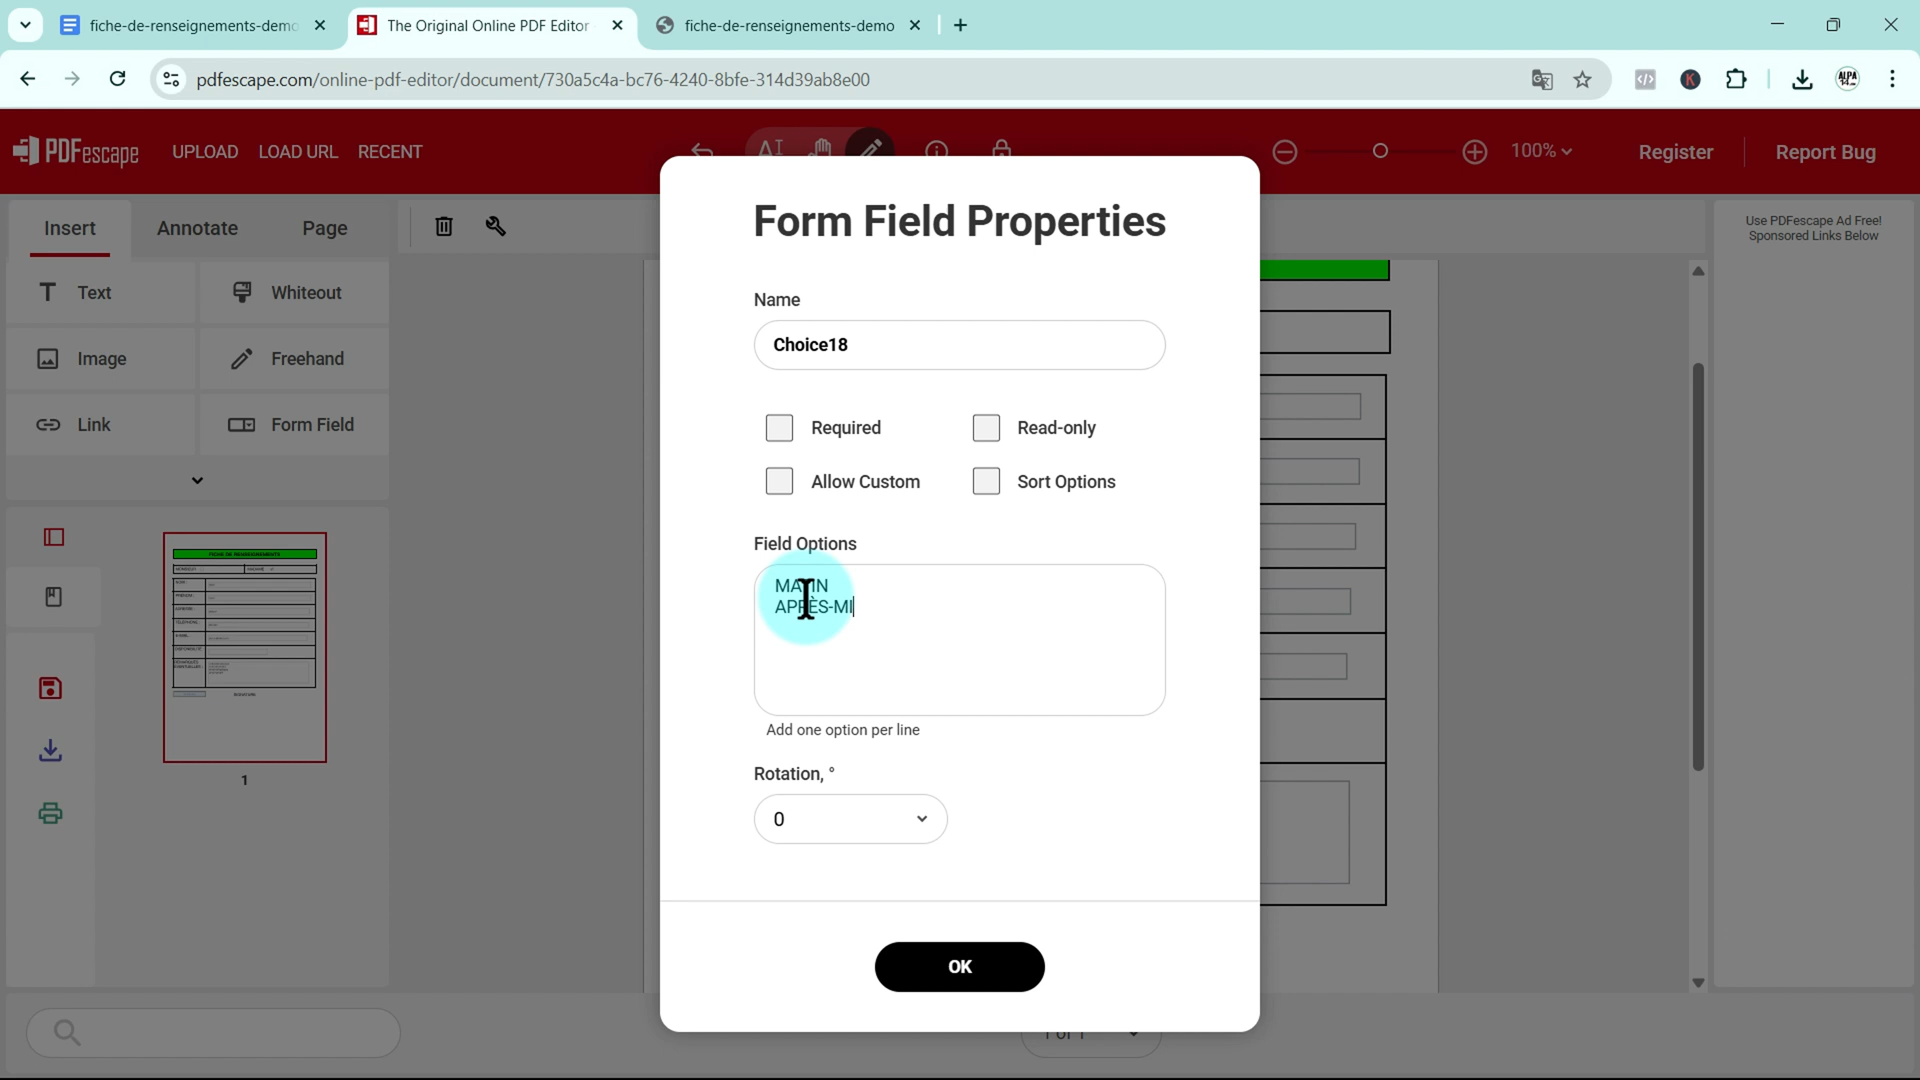 fiche-de-renseignements-demo
The Original Online PDF Editor
fiche-de-renseignements-demo
pdfescape.com/online-pdf-editor/document/730a5c4a-bc76-4240-8bfe-314d39ab8e00
PDFescape
UPLOAD
LOAD URL
RECENT
100%
Register
Report Bug
Insert
Annotate
Page
Text
Whiteout
Image
Freehand
Link
Form Field
FICHE DE RENSEIGNEMENTS
1
Form Field Properties
Name
Choice18
Required
Read-only
Allow Custom
Sort Options
Field Options
MATIN
APRÈS-MI
Add one option per line
Rotation, °
0
OK
Use PDFescape Ad Free!
Sponsored Links Below